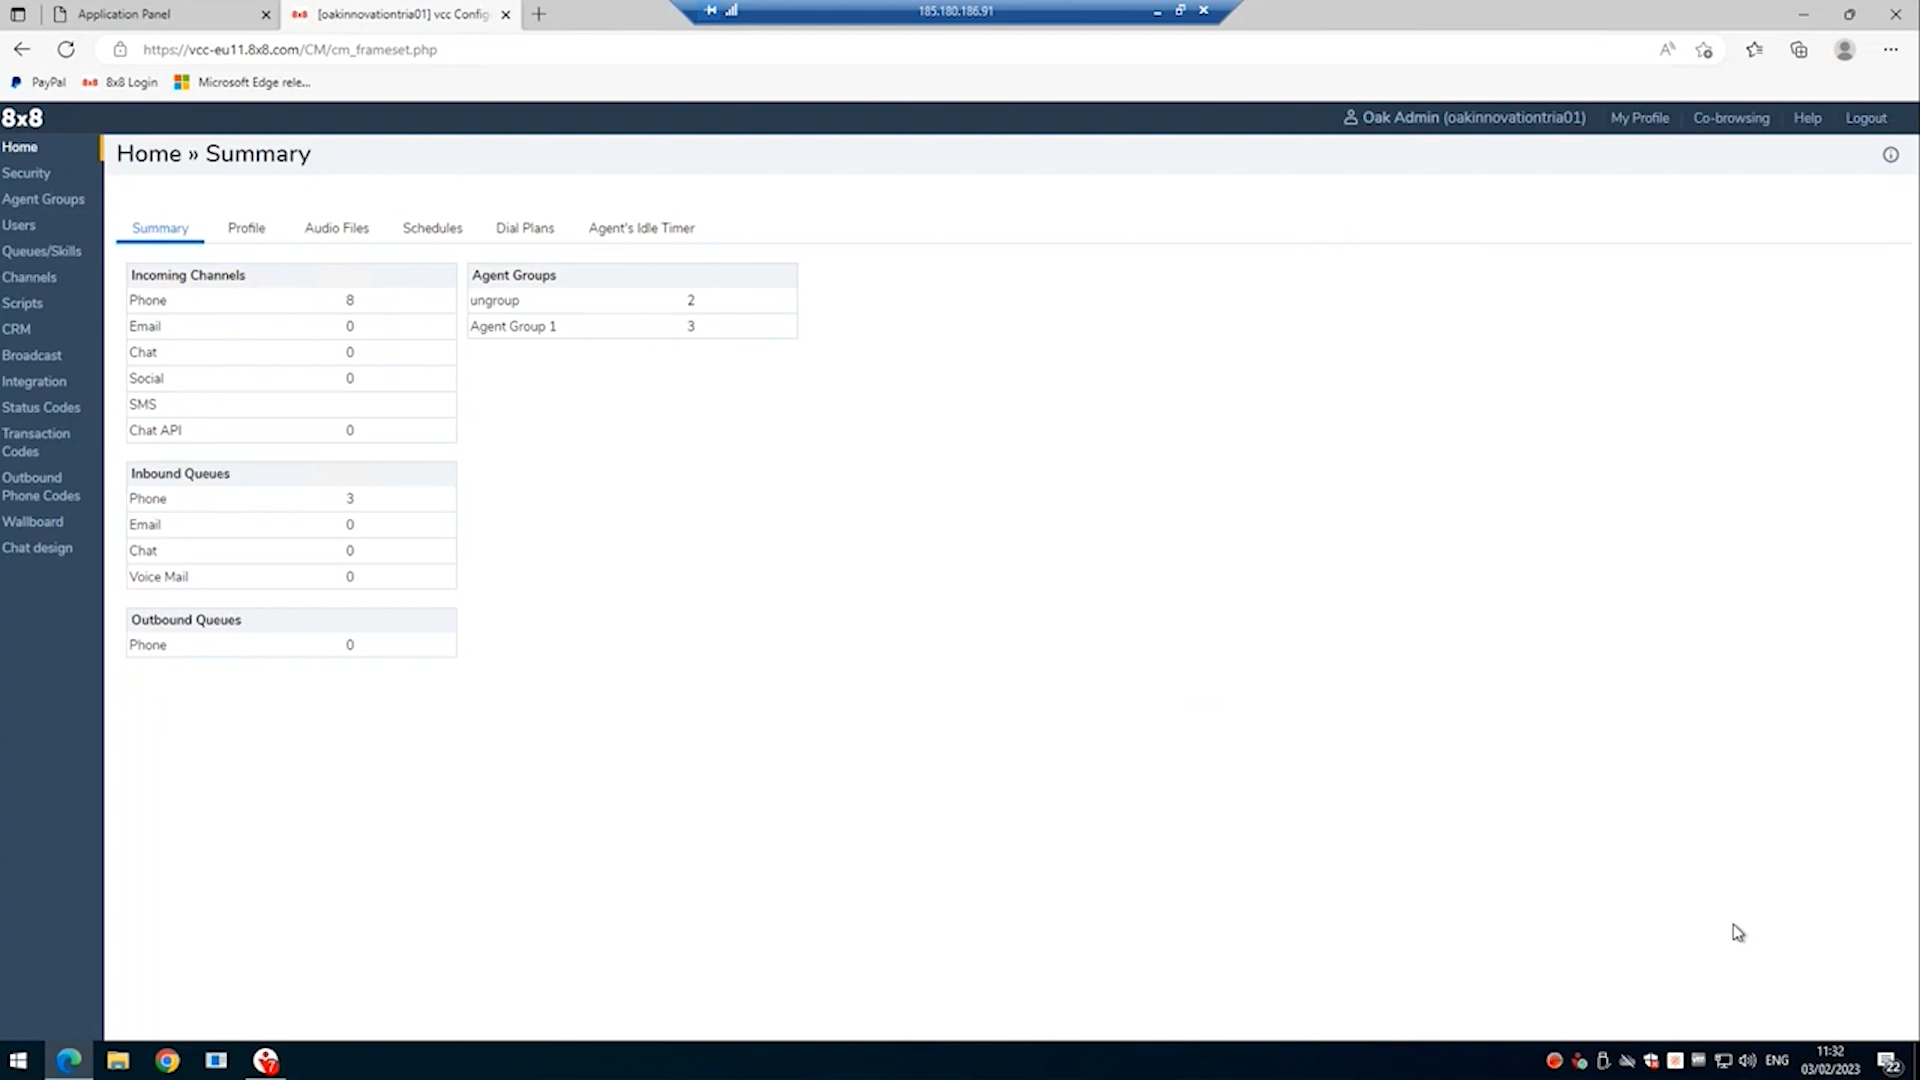 Application Panel
8x8 [oakinnovationtria01] vcc Config
185.180.186.91
https://vcc-eu11.8x8.com/CM/cm_frameset.php
PayPal 8x8 8x8 Login Microsoft Edge rele...
8x8
Oak Admin (oakinnovationtria01) My Profile Co-browsing Help Logout
Home
Security
Agent Groups
Users
Queues/Skills
Channels
Scripts
CRM
Broadcast
Integration
Status Codes
Transaction
Codes
Outbound
Phone Codes
Wallboard
Chat design
Home » Summary
Summary Profile Audio Files Schedules Dial Plans Agent's Idle Timer
Incoming Channels
Phone 8
Email 0
Chat 0
Social 0
SMS
Chat API 0
Agent Groups
ungroup 2
Agent Group 1 3
Inbound Queues
Phone 3
Email 0
Chat 0
Voice Mail 0
Outbound Queues
Phone 0
7
ENG
11:32
03/02/2023
22